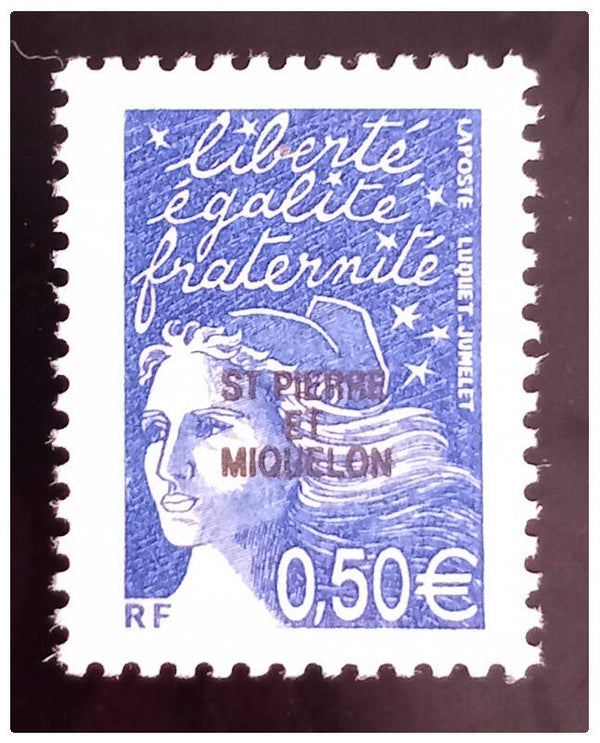 liberté
égalité
fraternité
LA POSTE LUQUET. JUMELET
ST PIERRE
ET
MIQUELON
0,50€
RF